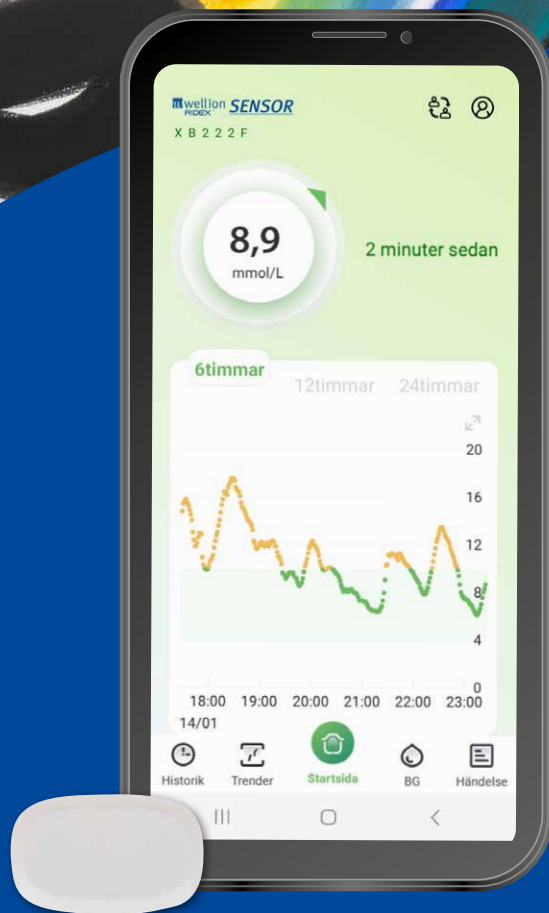 wellion SENSOR
RIDEX
XB222F
8,9
mmol/L
2 minuter sedan
6timmar
12timmar
24timmar
20
16
12
8
4
0
18:00 19:00 20:00 21:00 22:00 23:00
14/01
Historik
Trender
Startsida
BG
Händelse